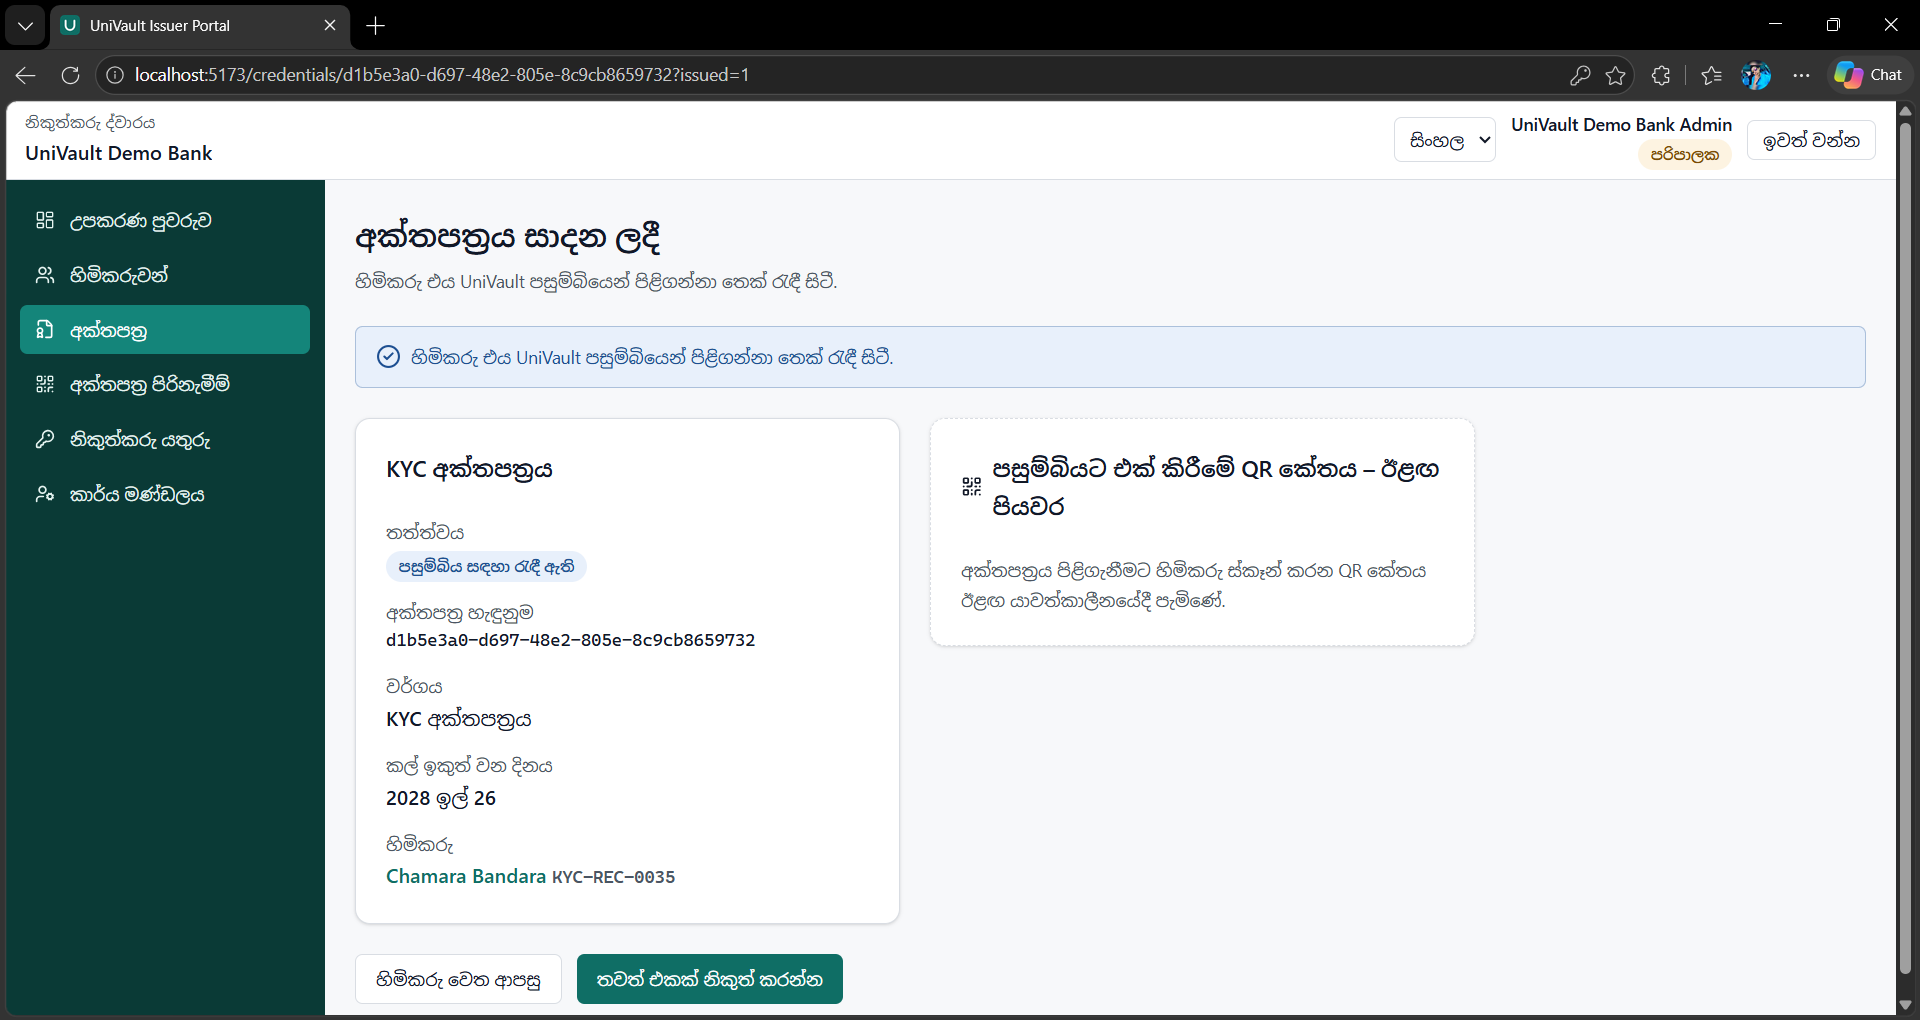 UniVault Issuer Portal
localhost:5173/credentials/d1b5e3a0-d697-48e2-805e-8c9cb8659732?issued=1
Chat
නිකුත්කරු ද්වාරය
UniVault Demo Bank
සිංහල
UniVault Demo Bank Admin
පරිපාලක
ඉවත් වන්න
උපකරණ පුවරුව
හිමිකරුවන්
අක්තපත්‍ර
අක්තපත්‍ර පිරිනැමීම්
නිකුත්කරු යතුරු
කාර්ය මණ්ඩලය
අක්තපත්‍රය සාදන ලදී
හිමිකරු එය UniVault පසුම්බියෙන් පිළිගන්නා තෙක් රැඳී සිටී.
හිමිකරු එය UniVault පසුම්බියෙන් පිළිගන්නා තෙක් රැඳී සිටී.
KYC අක්තපත්‍රය
තත්ත්වය
පසුම්බිය සඳහා රැඳී ඇති
අක්තපත්‍ර හැඳුනුම
d1b5e3a0-d697-48e2-805e-8c9cb8659732
වර්ගය
KYC අක්තපත්‍රය
කල් ඉකුත් වන දිනය
2028 ඉල් 26
හිමිකරු
Chamara Bandara KYC-REC-0035
පසුම්බියට එක් කිරීමේ QR කේතය – ඊළඟ
පියවර
අක්තපත්‍රය පිළිගැනීමට හිමිකරු ස්කෑන් කරන QR කේතය
ඊළඟ යාවත්කාලීනයේදී පැමිණේ.
හිමිකරු වෙත ආපසු
තවත් එකක් නිකුත් කරන්න